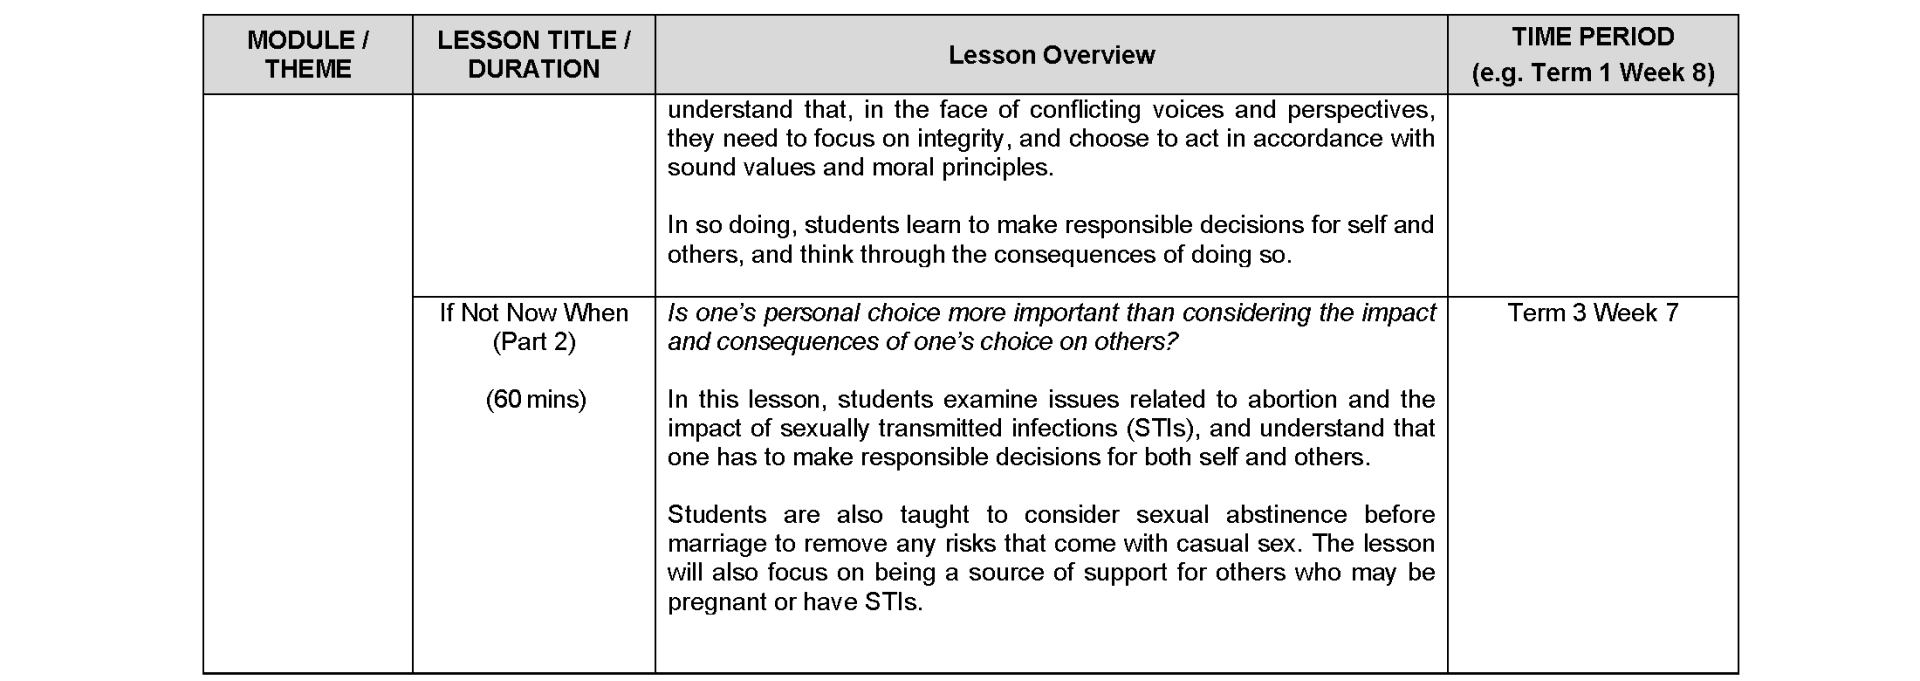 MODULE / THEME
LESSON TITLE / DURATION
Lesson Overview
TIME PERIOD
(e.g. Term 1 Week 8)
understand that, in the face of conflicting voices and perspectives,
they need to focus on integrity, and choose to act in accordance with
sound values and moral principles.
In so doing, students learn to make responsible decisions for self and
others, and think through the consequences of doing so.
If Not Now When
(Part 2)
(60 mins)
Is one’s personal choice more important than considering the impact
and consequences of one’s choice on others?
In this lesson, students examine issues related to abortion and the
impact of sexually transmitted infections (STIs), and understand that
one has to make responsible decisions for both self and others.
Students are also taught to consider sexual abstinence before
marriage to remove any risks that come with casual sex. The lesson
will also focus on being a source of support for others who may be
pregnant or have STIs.
Term 3 Week 7